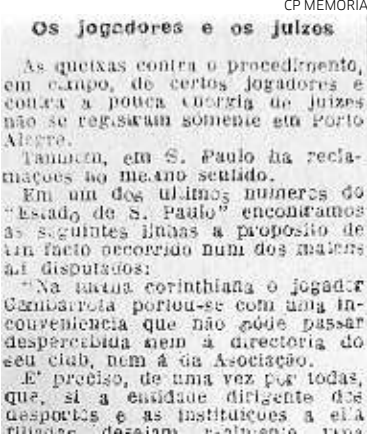 CP MEMÓRIA
Os jogadores e os juizes
As queixas contra o procedimento,
em campo, de certos jogadores e
contra a pouca energia de juizes
não se registram sómente em Porto
Alegre.
Tambem, em S. Paulo ha recla-
mações no mesmo sentido.
Em um dos ultimos numeros do
"Estado de S. Paulo" encontramos
as seguintes linhas a proposito de
um facto occorrido num dos matchs
alí disputados:
"Na turma corinthiana o jogador
Gambarrota portou-se com uma in-
conveniencia que não póde passar
despercebida nem á directoria do
seu club, nem á da Asociação.
E' preciso, de uma vez por todas,
que, si a entidade dirigente dos
desportos e as instituições a ella
filiadas desejam realmente uma